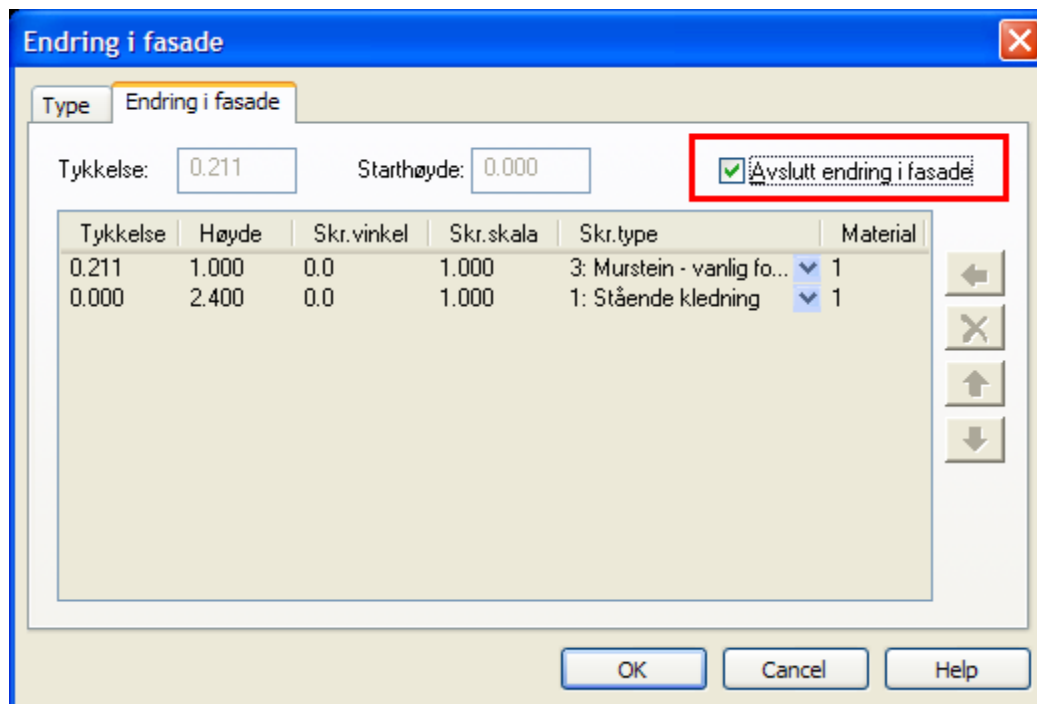 Endring i fasade
Type Endring i fasade
Tykkelse: 0.211 Starthøyde: 0.000 Avslutt endring i fasade
Tykkelse Høyde Skr.vinkel Skr.skala Skr.type Material
0.211 1.000 0.0 1.000 3: Murstein - vanlig fo... 1
0.000 2.400 0.0 1.000 1: Stående kledning 1
OK Cancel Help